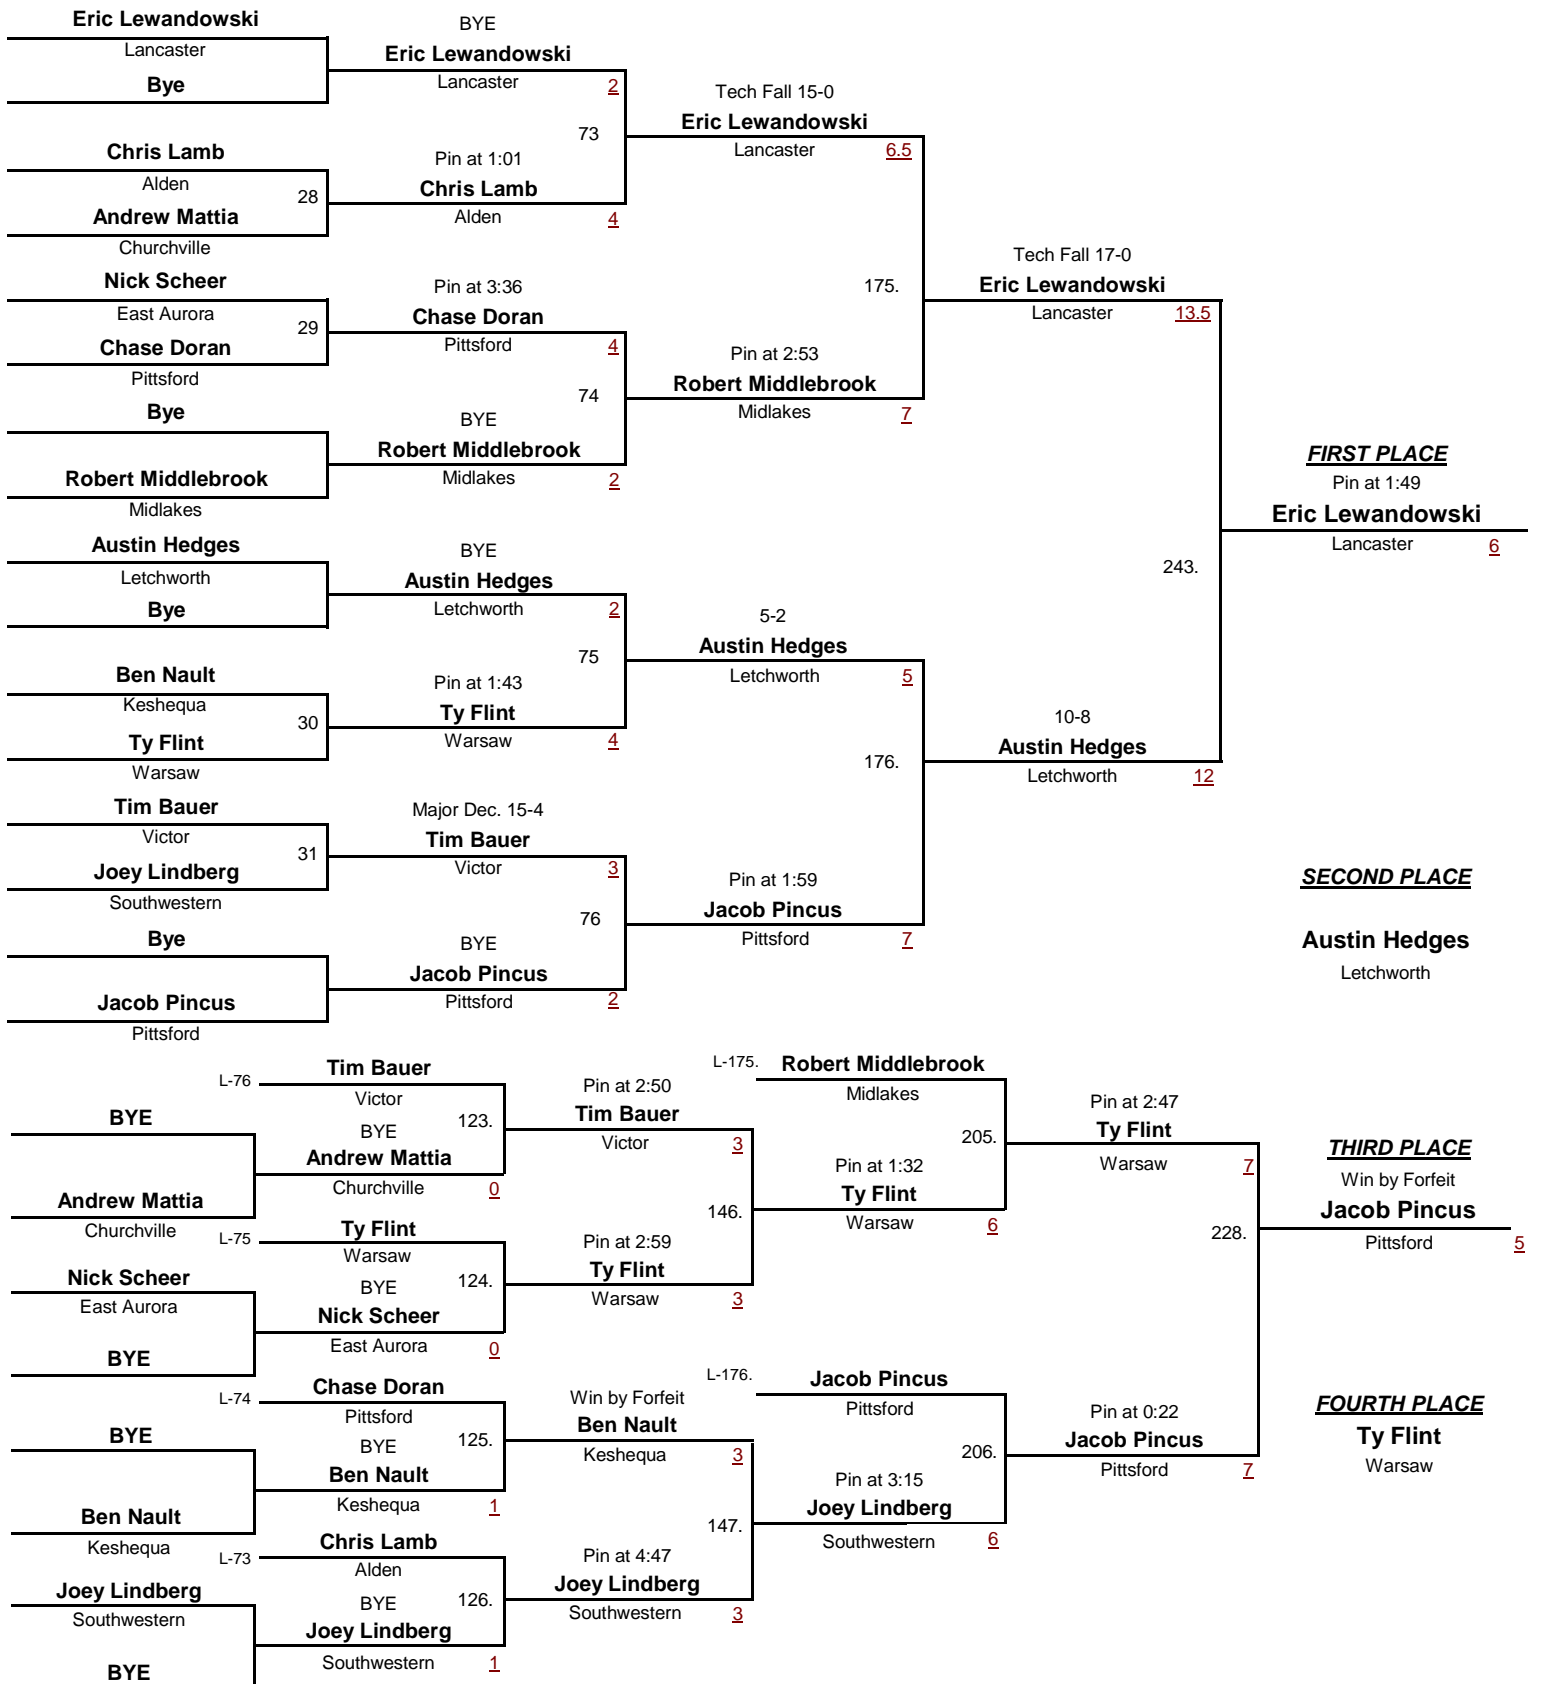 Eric Lewandowski
Lancaster
Bye
Chris Lamb
Alden
28
Andrew Mattia
Churchville
Nick Scheer
East Aurora
29
Chase Doran
Pittsford
Bye
Robert Middlebrook
Midlakes
Austin Hedges
Letchworth
Bye
Ben Nault
Keshequa
30
Ty Flint
Warsaw
Tim Bauer
Victor
31
Joey Lindberg
Southwestern
Bye
Jacob Pincus
Pittsford
BYE
Eric Lewandowski
Lancaster 2
73
Pin at 1:01
Chris Lamb
Alden 4
Pin at 3:36
Chase Doran
Pittsford 4
74
BYE
Robert Middlebrook
Midlakes 2
BYE
Austin Hedges
Letchworth 2
75
Pin at 1:43
Ty Flint
Warsaw 4
Major Dec. 15-4
Tim Bauer
Victor 3
76
BYE
Jacob Pincus
Pittsford 2
Tech Fall 15-0
Eric Lewandowski
Lancaster 6.5
175.
Pin at 2:53
Robert Middlebrook
Midlakes 7
5-2
Austin Hedges
Letchworth 5
176.
Pin at 1:59
Jacob Pincus
Pittsford 7
Tech Fall 17-0
Eric Lewandowski
Lancaster 13.5
243.
10-8
Austin Hedges
Letchworth 12
FIRST PLACE
Pin at 1:49
Eric Lewandowski
Lancaster 6
SECOND PLACE
Austin Hedges
Letchworth
BYE
Andrew Mattia
Churchville
Nick Scheer
East Aurora
BYE
BYE
Ben Nault
Keshequa
Joey Lindberg
Southwestern
BYE
L-76 Tim Bauer
Victor
123.
BYE
Andrew Mattia
Churchville 0
L-75 Ty Flint
Warsaw
124.
BYE
Nick Scheer
East Aurora 0
L-74 Chase Doran
Pittsford
125.
BYE
Ben Nault
Keshequa 1
L-73 Chris Lamb
Alden
126.
BYE
Joey Lindberg
Southwestern 1
Pin at 2:50
Tim Bauer
Victor 3
146.
Pin at 2:59
Ty Flint
Warsaw 3
Win by Forfeit
Ben Nault
Keshequa 3
147.
Pin at 4:47
Joey Lindberg
Southwestern 3
L-175. Robert Middlebrook
Midlakes
205.
Pin at 1:32
Ty Flint
Warsaw 6
L-176. Jacob Pincus
Pittsford
206.
Pin at 3:15
Joey Lindberg
Southwestern 6
Pin at 2:47
Ty Flint
Warsaw 7
228.
Pin at 0:22
Jacob Pincus
Pittsford 7
THIRD PLACE
Win by Forfeit
Jacob Pincus
Pittsford 5
FOURTH PLACE
Ty Flint
Warsaw